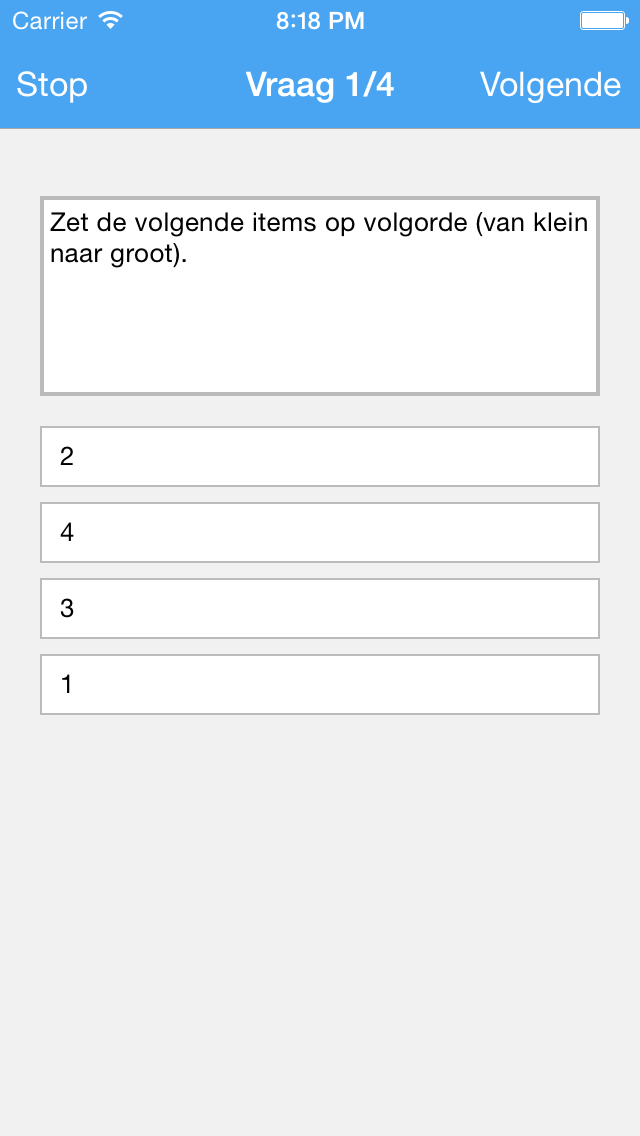 Carrier 8:18 PM
Stop Vraag 1/4 Volgende
Zet de volgende items op volgorde (van klein
naar groot).
2
4
3
1